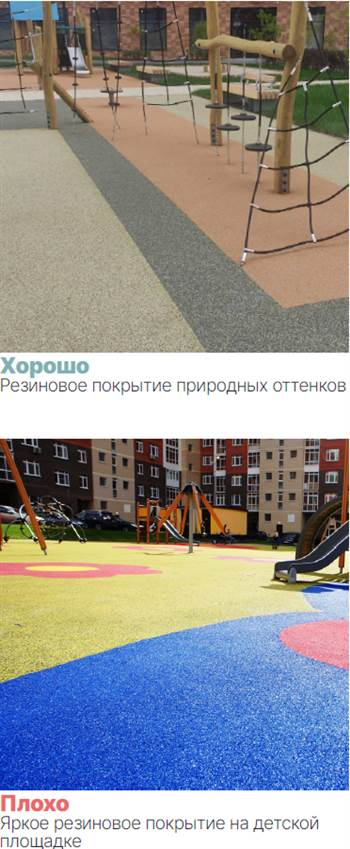 Хорошо
Резиновое покрытие природных оттенков
Плохо
Яркое резиновое покрытие на детской
площадке